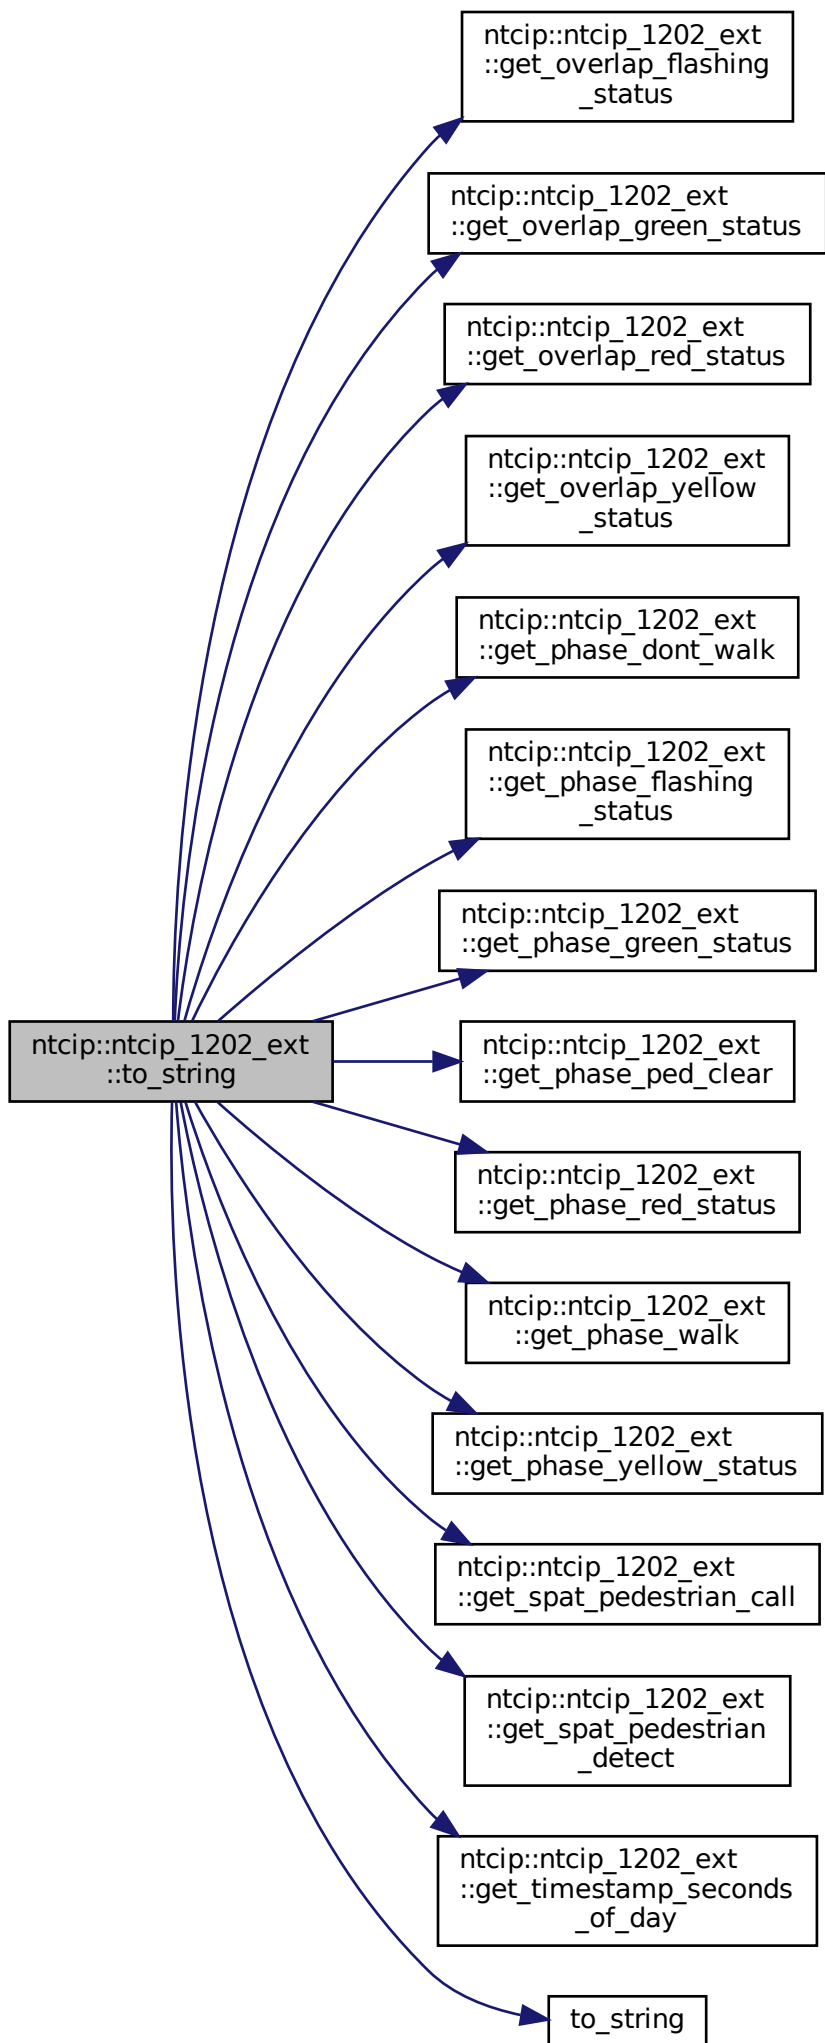 ntcip::ntcip_1202_ext
::get_overlap_flashing
_status
ntcip::ntcip_1202_ext
::get_overlap_green_status
ntcip::ntcip_1202_ext
::get_overlap_red_status
ntcip::ntcip_1202_ext
::get_overlap_yellow
_status
ntcip::ntcip_1202_ext
::get_phase_dont_walk
ntcip::ntcip_1202_ext
::get_phase_flashing
_status
ntcip::ntcip_1202_ext
::get_phase_green_status
ntcip::ntcip_1202_ext
::to_string
ntcip::ntcip_1202_ext
::get_phase_ped_clear
ntcip::ntcip_1202_ext
::get_phase_red_status
ntcip::ntcip_1202_ext
::get_phase_walk
ntcip::ntcip_1202_ext
::get_phase_yellow_status
ntcip::ntcip_1202_ext
::get_spat_pedestrian_call
ntcip::ntcip_1202_ext
::get_spat_pedestrian
_detect
ntcip::ntcip_1202_ext
::get_timestamp_seconds
_of_day
to_string